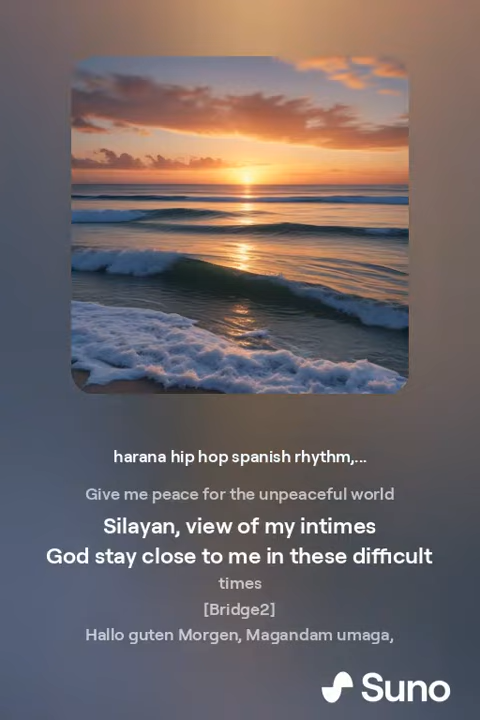 harana hip hop spanish rhythm,...
Give me peace for the unpeaceful world
Silayan, view of my intimes
God stay close to me in these difficult
times
[Bridge2]
Hallo guten Morgen, Magandam umaga,
Suno